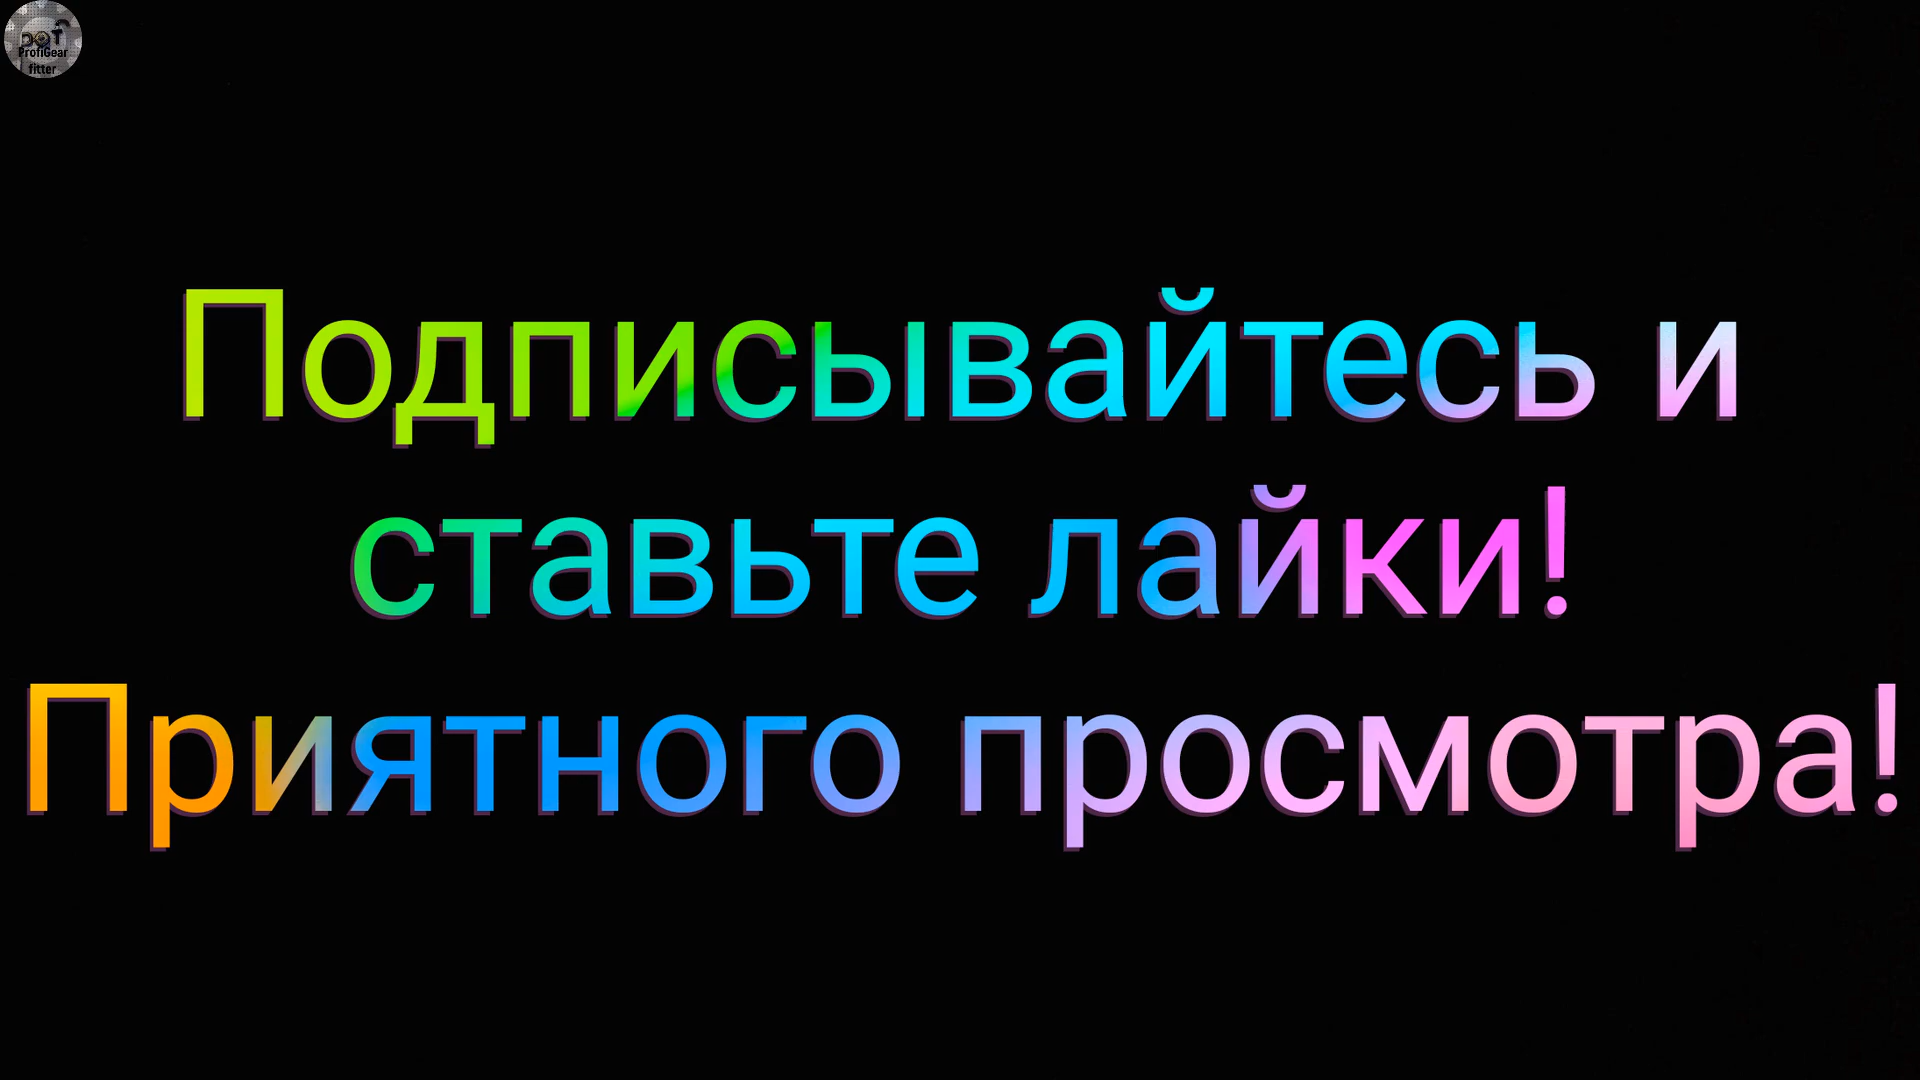 ProfiGear
fitter
Подписывайтесь и
ставьте лайки!
Приятного просмотра!